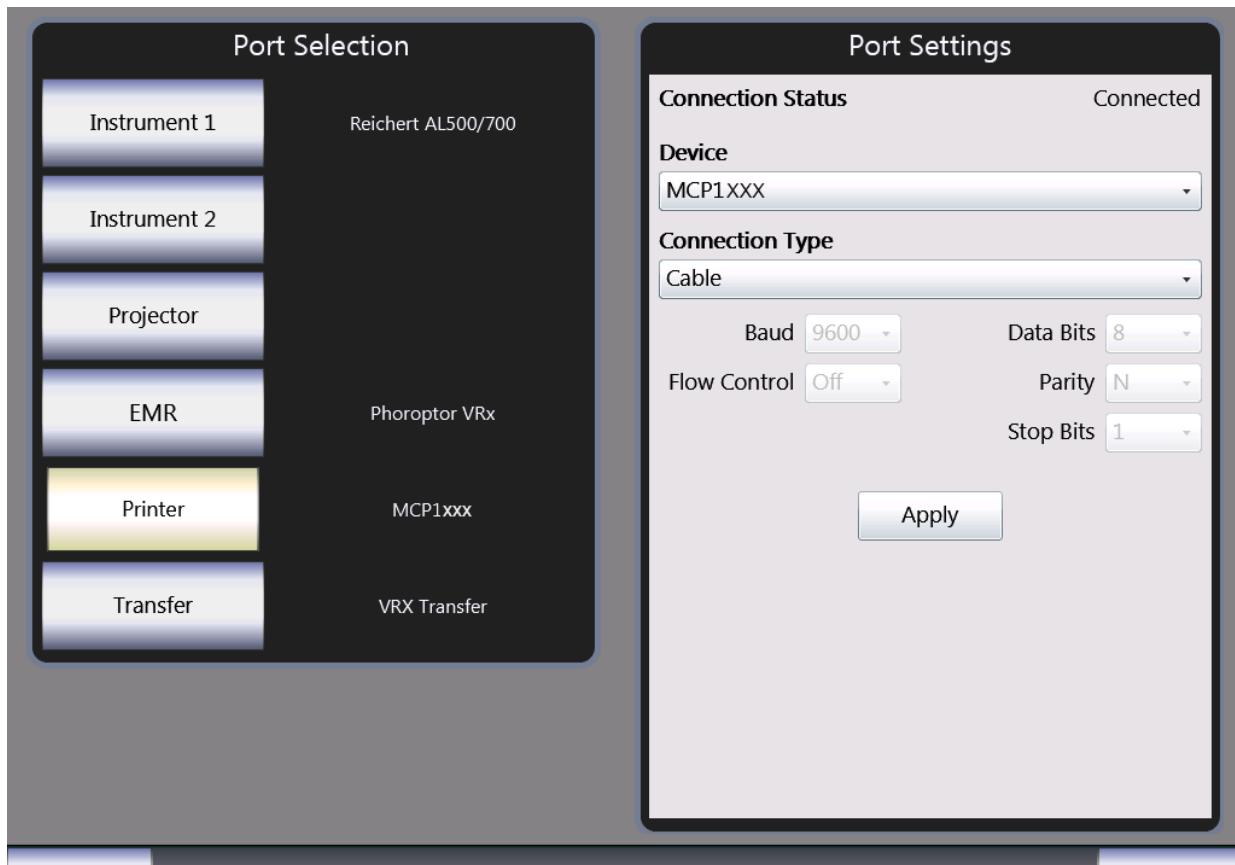 Port Selection
Instrument 1 Reichert AL500/700
Instrument 2
Projector
EMR Phoroptor VRx
Printer MCP1xxx
Transfer VRX Transfer
Port Settings
Connection Status Connected
Device
MCP1XXX
Connection Type
Cable
Baud 9600 Data Bits 8
Flow Control Off Parity N
Stop Bits 1
Apply